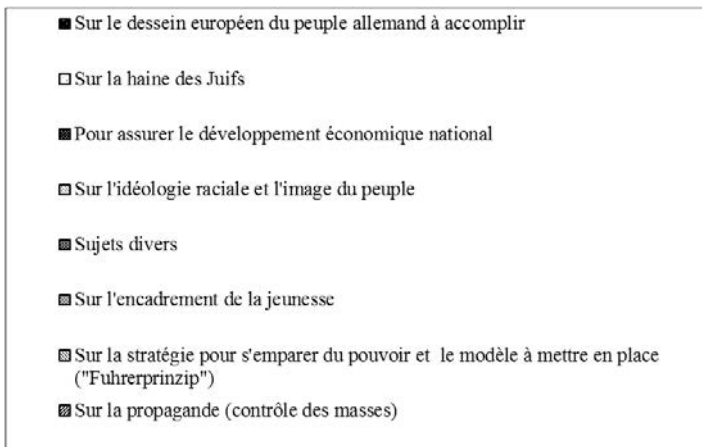 Sur le dessein européen du peuple allemand à accomplir
Sur la haine des Juifs
Pour assurer le développement économique national
Sur l'idéologie raciale et l'image du peuple
Sujets divers
Sur l'encadrement de la jeunesse
Sur la stratégie pour s'emparer du pouvoir et le modèle à mettre en place
("Fuhrerprinzip")
Sur la propagande (contrôle des masses)